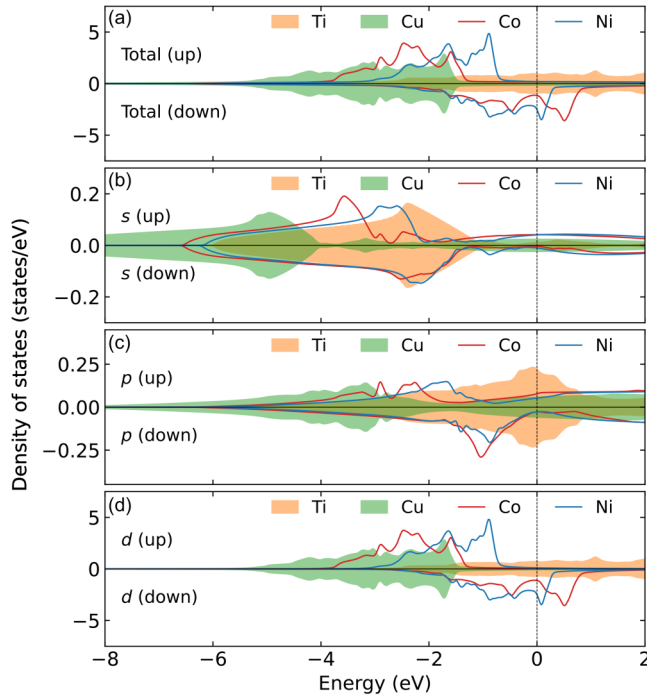 (a) Ti Cu Co Ni
5
Total (up)
0
Total (down)
−5
(b) Ti Cu Co Ni
0.2
s (up)
0.0
s (down)
−0.2
(c) Ti Cu Co Ni
0.25
p (up)
0.00
p (down)
−0.25
(d) Ti Cu Co Ni
5
d (up)
0
d (down)
−5
−8 −6 −4 −2 0 2
Energy (eV)
Density of states (states/eV)